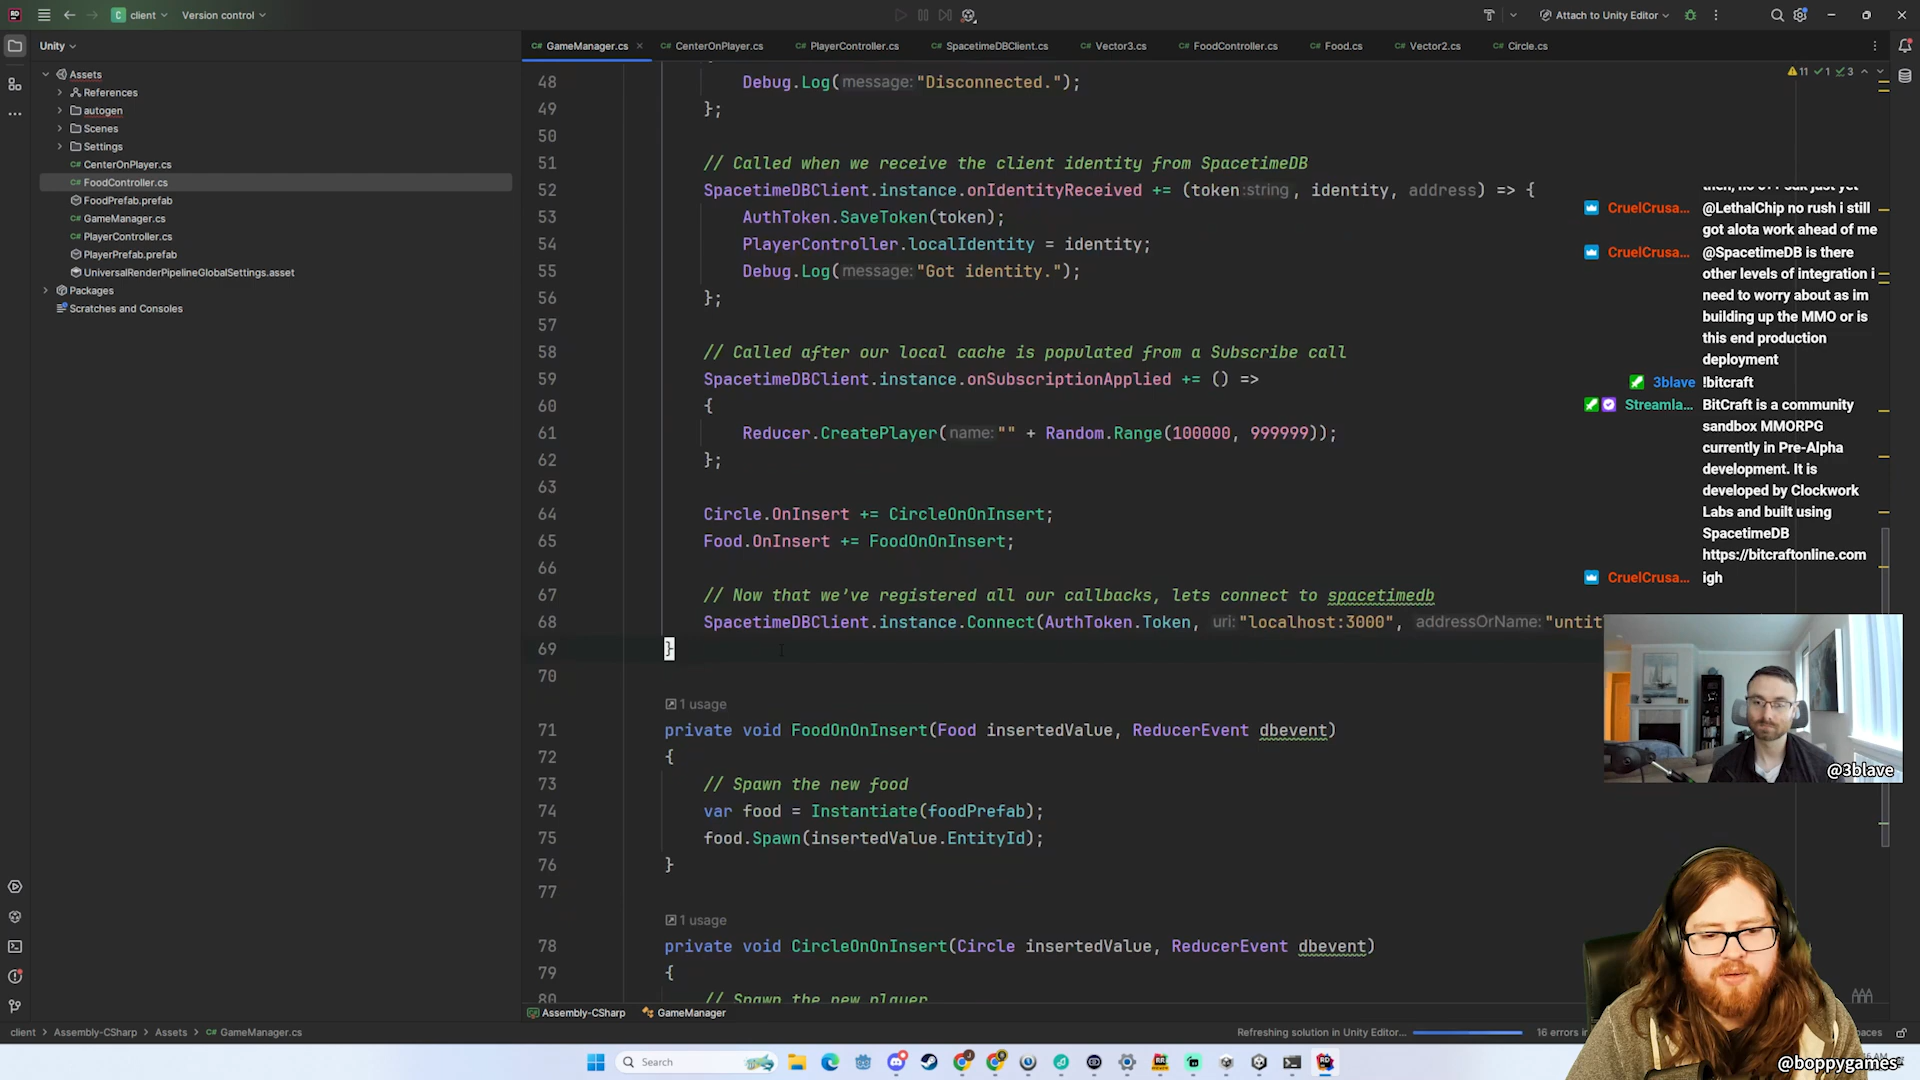 client
Version control
Attach to Unity Editor
Unity
GameManager.cs
CenterOnPlayer.cs
PlayerController.cs
SpacetimeDBClient.cs
Vector3.cs
FoodController.cs
Food.cs
Vector2.cs
Circle.cs
Assets
References
autogen
Scenes
Settings
CenterOnPlayer.cs
FoodController.cs
FoodPrefab.prefab
GameManager.cs
PlayerController.cs
PlayerPrefab.prefab
UniversalRenderPipelineGlobalSettings.asset
Packages
Scratches and Consoles
11 1 3
48 Debug.Log( message: "Disconnected.");
49 };
50
51 // Called when we receive the client identity from SpacetimeDB
52 SpacetimeDBClient.instance.onIdentityReceived += (token:string, identity, address) => {
53 AuthToken.SaveToken(token);
54 PlayerController.localIdentity = identity;
55 Debug.Log( message: "Got identity.");
56 };
57
58 // Called after our local cache is populated from a Subscribe call
59 SpacetimeDBClient.instance.onSubscriptionApplied += () =>
60 {
61 Reducer.CreatePlayer( name: "" + Random.Range(100000, 999999));
62 };
63
64 Circle.OnInsert += CircleOnOnInsert;
65 Food.OnInsert += FoodOnOnInsert;
66
67 // Now that we've registered all our callbacks, lets connect to spacetimedb
68 SpacetimeDBClient.instance.Connect(AuthToken.Token, uri: "localhost:3000", addressOrName: "untit
69 }
70
1 usage
71 private void FoodOnOnInsert(Food insertedValue, ReducerEvent dbevent)
72 {
73 // Spawn the new food
74 var food = Instantiate(foodPrefab);
75 food.Spawn(insertedValue.EntityId);
76 }
77
1 usage
78 private void CircleOnOnInsert(Circle insertedValue, ReducerEvent dbevent)
79 {
80 // Spawn the new player
CruelCrusa... @LethalChip no rush i still
got alota work ahead of me
CruelCrusa... @SpacetimeDB is there
other levels of integration i
need to worry about as im
building up the MMO or is
this end production
deployment
3blave !bitcraft
Streamla... BitCraft is a community
sandbox MMORPG
currently in Pre-Alpha
development. It is
developed by Clockwork
Labs and built using
SpacetimeDB
https://bitcraftonline.com
CruelCrusa... igh
@3blave
Assembly-CSharp
GameManager
client > Assembly-CSharp > Assets > GameManager.cs
Refreshing solution in Unity Editor...
16 errors in
Search
@boppygames